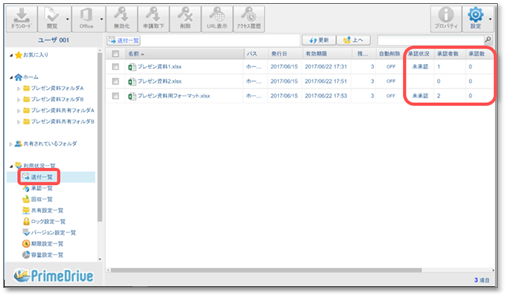 ダウンロード 閲覧 Office 無効化 申請取下 削除 URL表示 アクセス履歴 プロパティ 設定
ユーザ 001
送付一覧 更新 上へ
お気に入り
ホーム
プレゼン資料フォルダA
プレゼン資料フォルダB
プレゼン資料共有フォルダA
プレゼン資料共有フォルダB
共有されているフォルダ
利用状況一覧
送付一覧
承認一覧
回収一覧
共有設定一覧
ロック設定一覧
バージョン設定一覧
期限設定一覧
容量設定一覧
PrimeDrive
名前 パス 発行日 有効期限 残... 自動削除 承認状況 承認者数 承認数
プレゼン資料1.xlsx ホー... 2017/06/15 2017/06/22 17:31 3 OFF 未承認 1 0
プレゼン資料2.xlsx ホー... 2017/06/15 2017/06/22 17:51 3 OFF 0 0
プレゼン資料用フォーマット.xlsx ホー... 2017/06/15 2017/06/22 17:53 3 OFF 未承認 2 0
3 項目